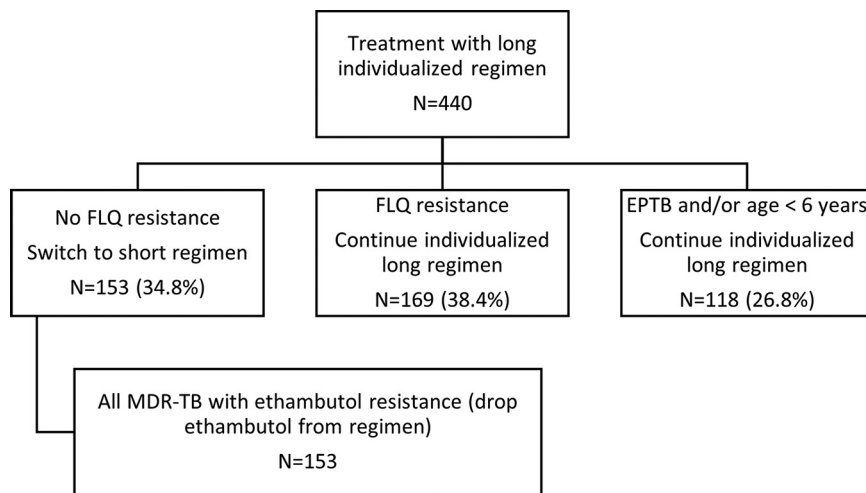 Treatment with long
individualized regimen
N=440
No FLQ resistance
Switch to short regimen
N=153 (34.8%)
FLQ resistance
Continue individualized
long regimen
N=169 (38.4%)
EPTB and/or age < 6 years
Continue individualized
long regimen
N=118 (26.8%)
All MDR-TB with ethambutol resistance (drop
ethambutol from regimen)
N=153